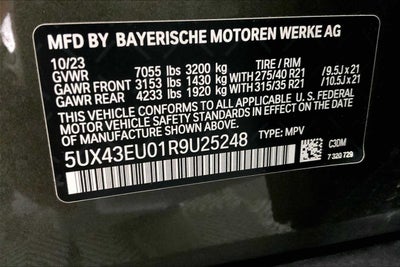 MFD BY BAYERISCHE MOTOREN WERKE AG
10/23 TIRE / RIM
GVWR 7055 lbs 3200 kg
GAWR FRONT 3153 lbs 1430 kg WITH 275/40 R21 /9.5J x 21
GAWR REAR 4233 lbs 1920 kg WITH 315/35 R21 /10.5J x 21
THIS VEHICLE CONFORMS TO ALL APPLICABLE U. S. FEDERAL
MOTOR VEHICLE SAFETY STANDARDS IN EFFECT ON THE DATE
OF MANUFACTURE SHOWN ABOVE.
5UX43EU01R9U25248 TYPE: MPV
C3DM
7 320 729